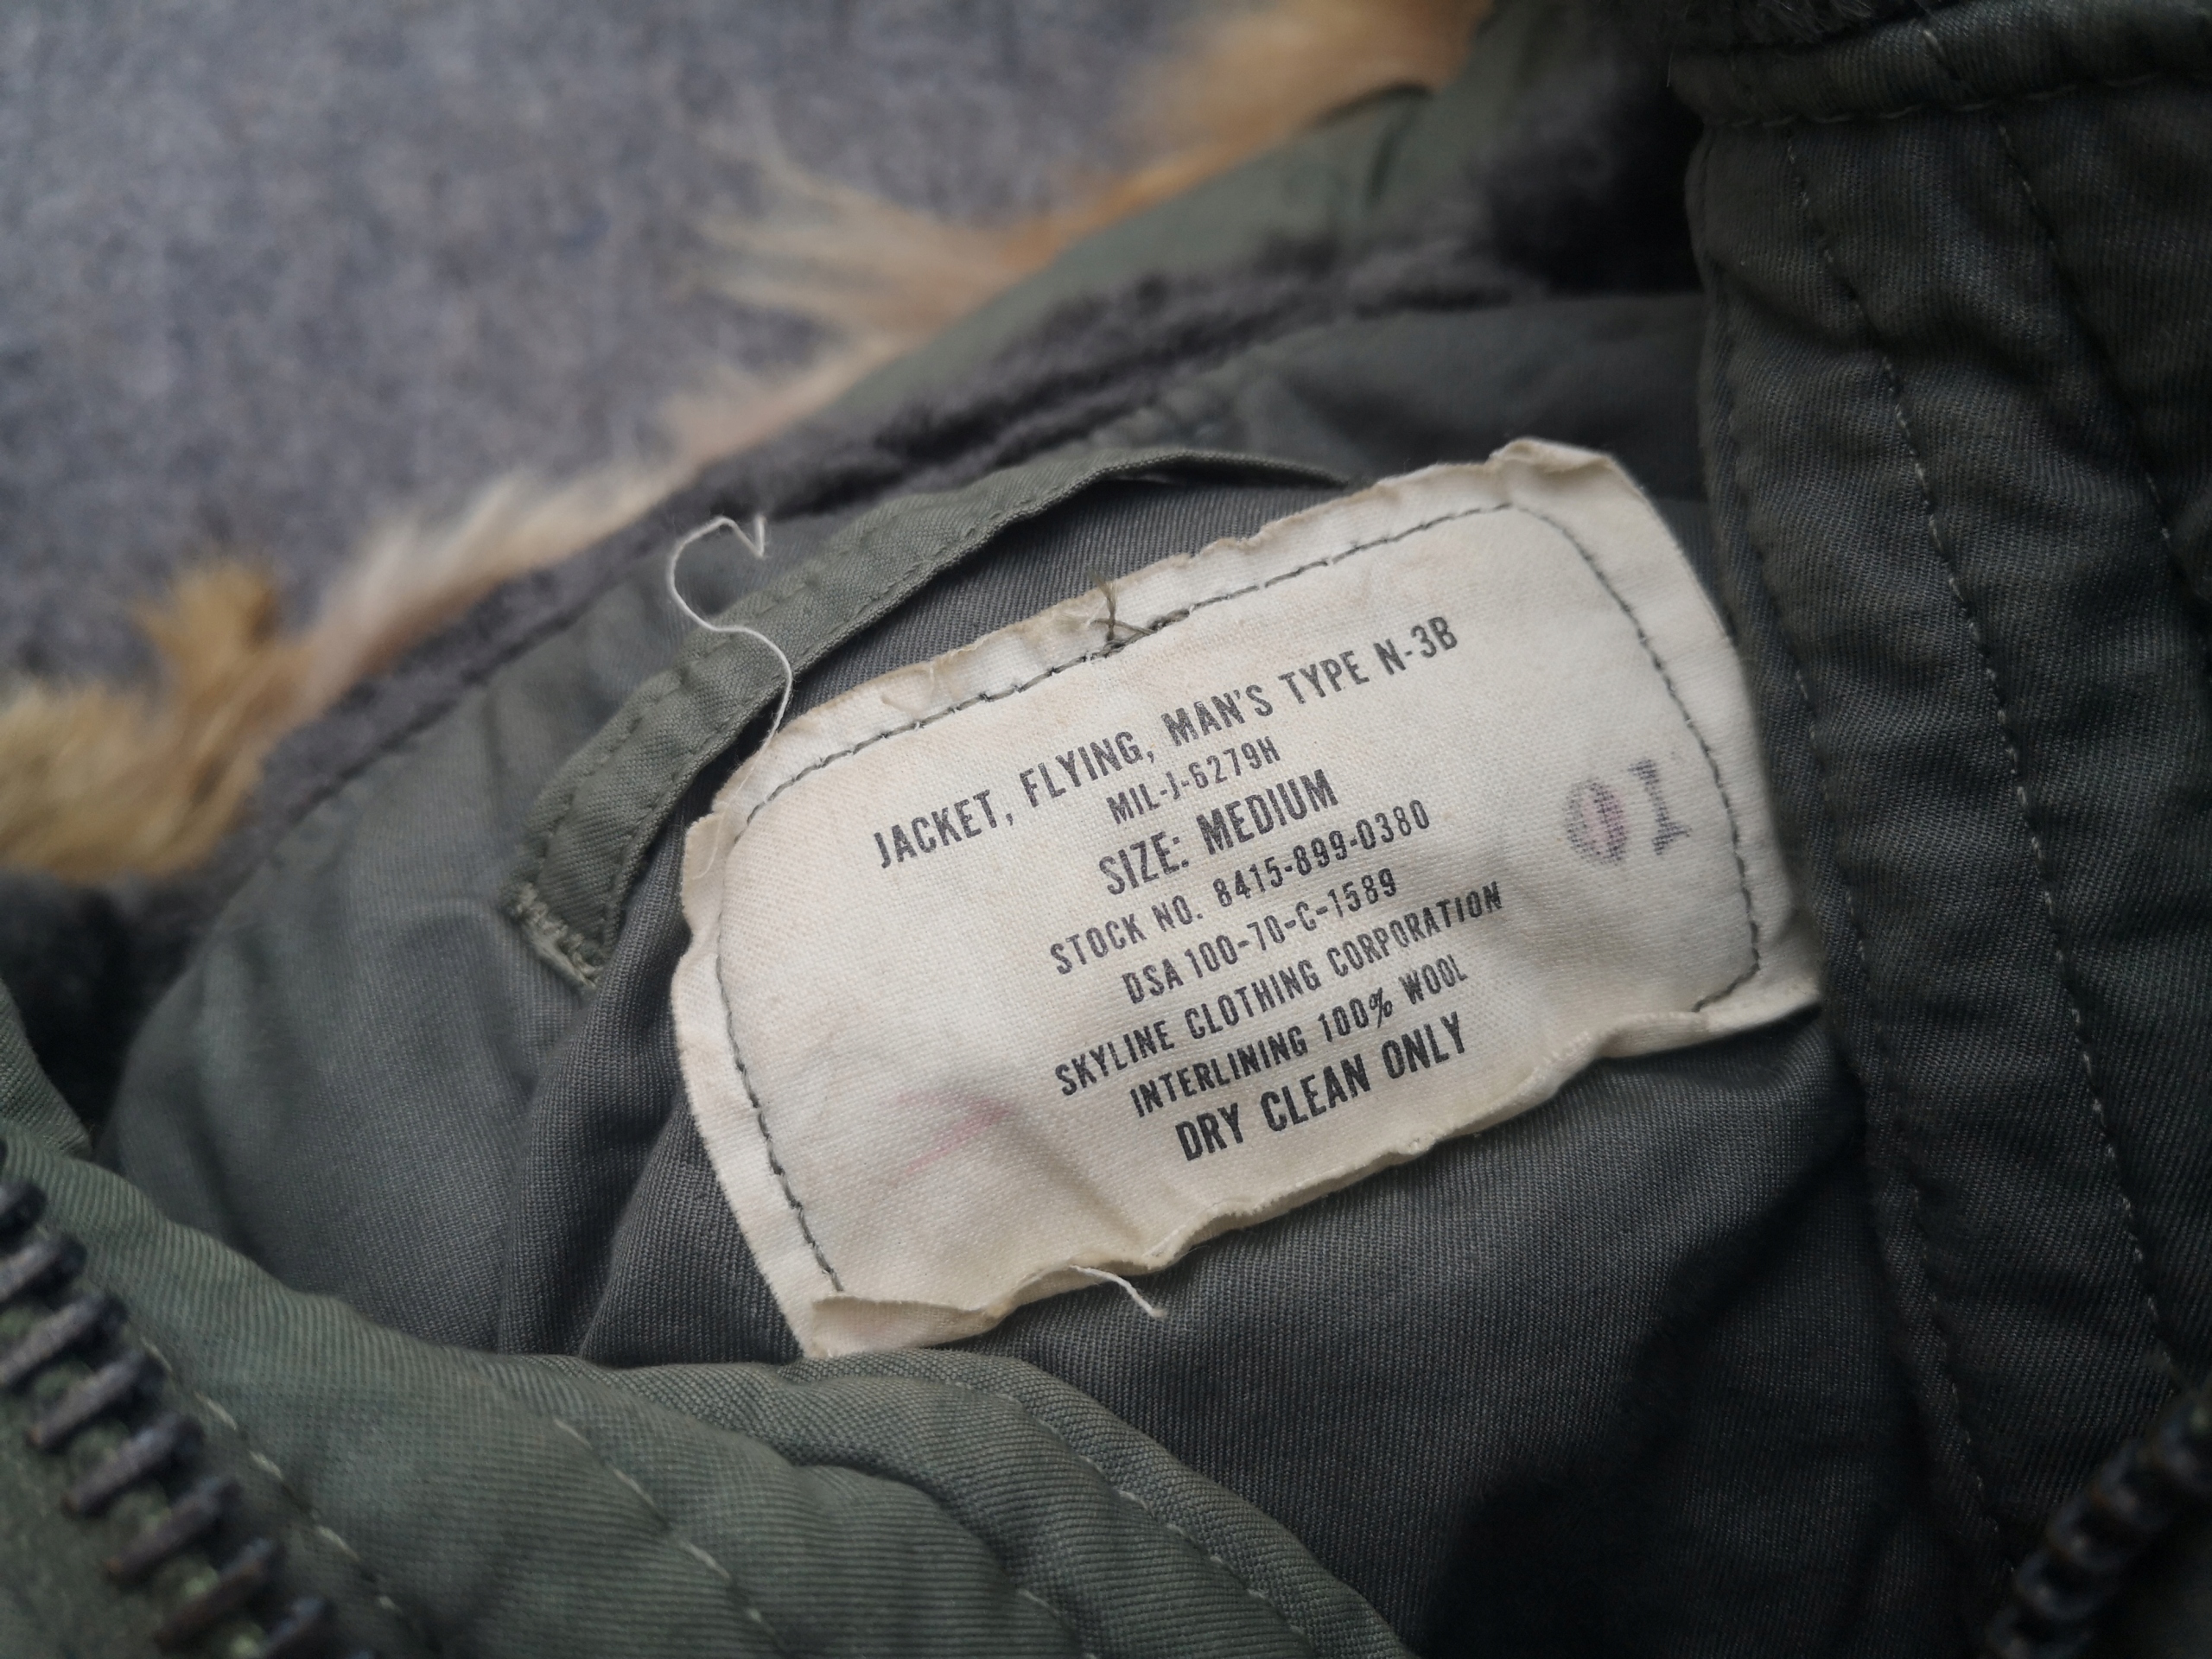 JACKET, FLYING, MAN'S TYPE N-3B
MIL-J-6279H
SIZE: MEDIUM
STOCK NO. 8415-899-0380
DSA 100-70-C-1589
SKYLINE CLOTHING CORPORATION
INTERLINING 100% WOOL
DRY CLEAN ONLY